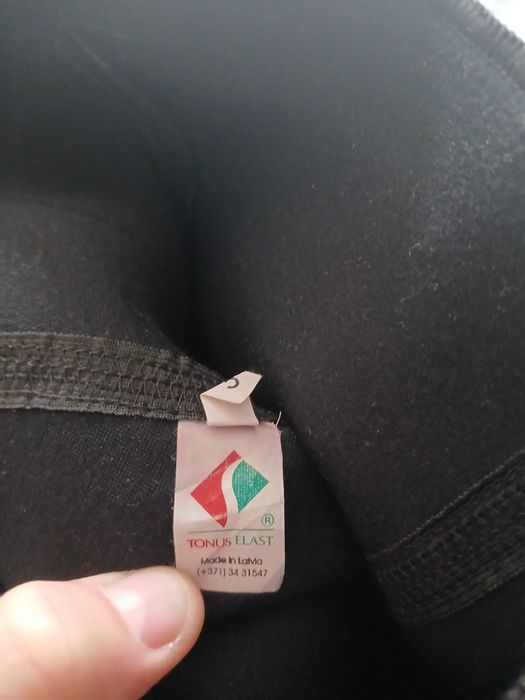 ®
TONUS ELAST
Made in Latvia
(+371) 34 31547